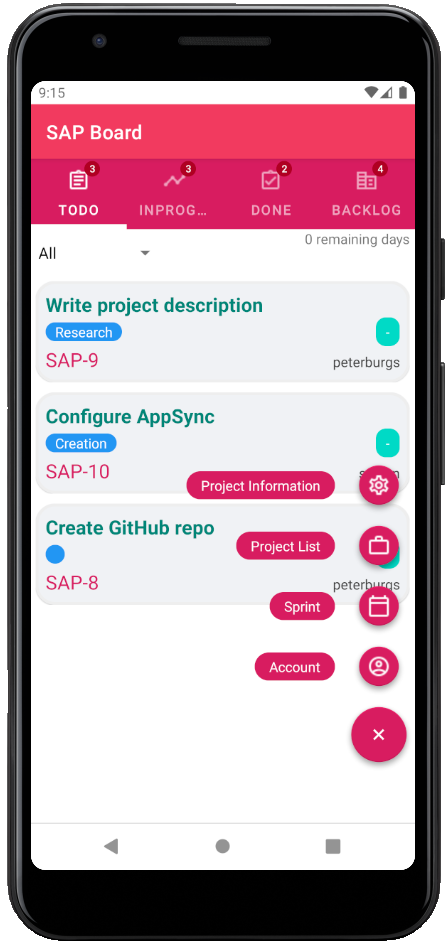 9:15
SAP Board
3
3
2
4
TODO
INPROG...
DONE
BACKLOG
0 remaining days
All
Write project description
Research
-
SAP-9
peterburgs
Configure AppSync
Creation
-
SAP-10
Project Information
Create GitHub repo
Project List
SAP-8
peterburgs
Sprint
Account